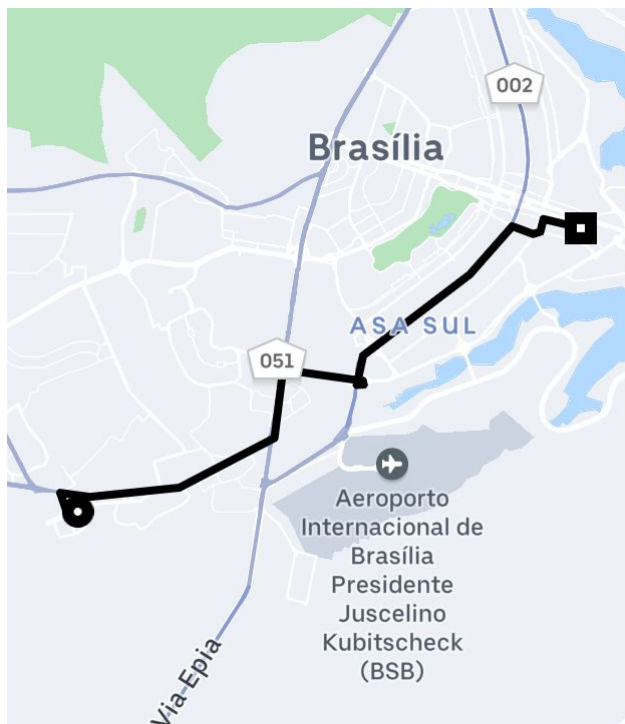 002
Brasília
ASA SUL
051
Aeroporto
Internacional de
Brasília
Presidente
Juscelino
Kubitscheck
(BSB)
Via-Epia